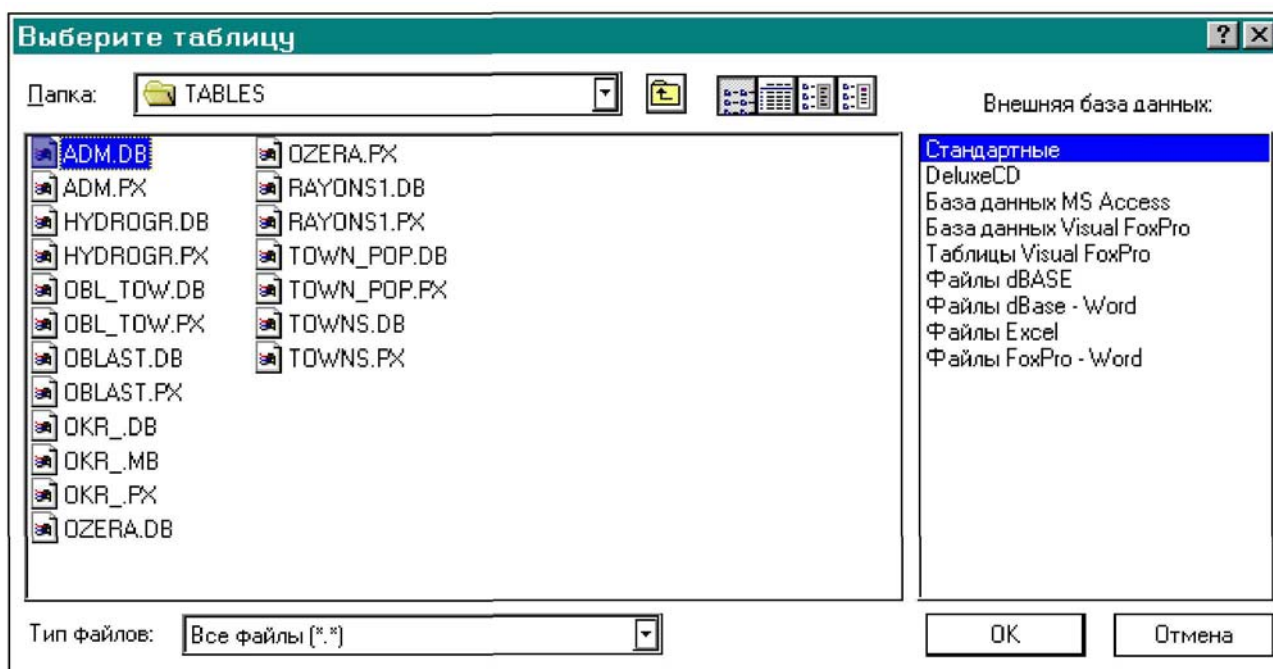 Выберите таблицу
Папка: TABLES
Внешняя база данных:
ADM.DB
ADM.PX
HYDROGR.DB
HYDROGR.PX
OBL_TOW.DB
OBL_TOW.PX
OBLAST.DB
OBLAST.PX
OKR_.DB
OKR_.MB
OKR_.PX
OZERA.DB
OZERA.PX
RAYONS1.DB
RAYONS1.PX
TOWN_POP.DB
TOWN_POP.PX
TOWNS.DB
TOWNS.PX
Стандартные
DeluxeCD
База данных MS Access
База данных Visual FoxPro
Таблицы Visual FoxPro
Файлы dBASE
Файлы dBase - Word
Файлы Excel
Файлы FoxPro - Word
Тип файлов: Все файлы (*.*)
OK
Отмена